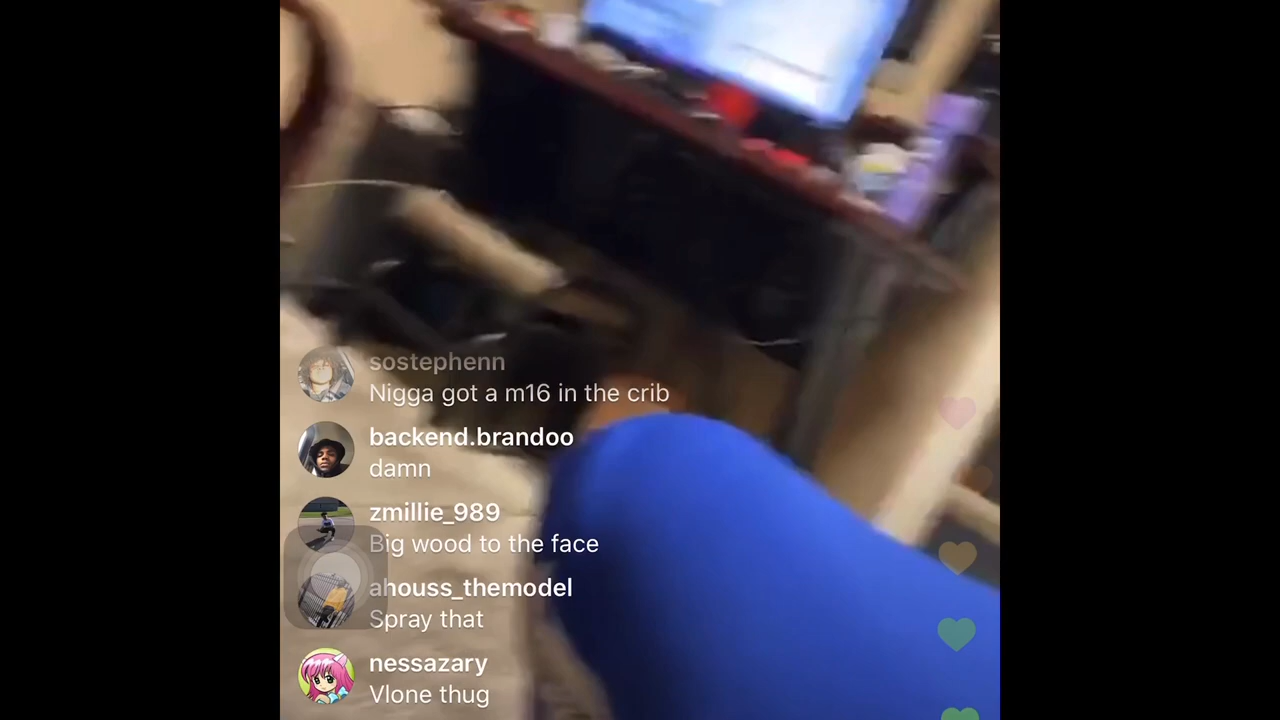 sostephenn
Nigga got a m16 in the crib
backend.brandoo
damn
zmillie_989
Big wood to the face
ahouss_themodel
Spray that
nessazary
Vlone thug